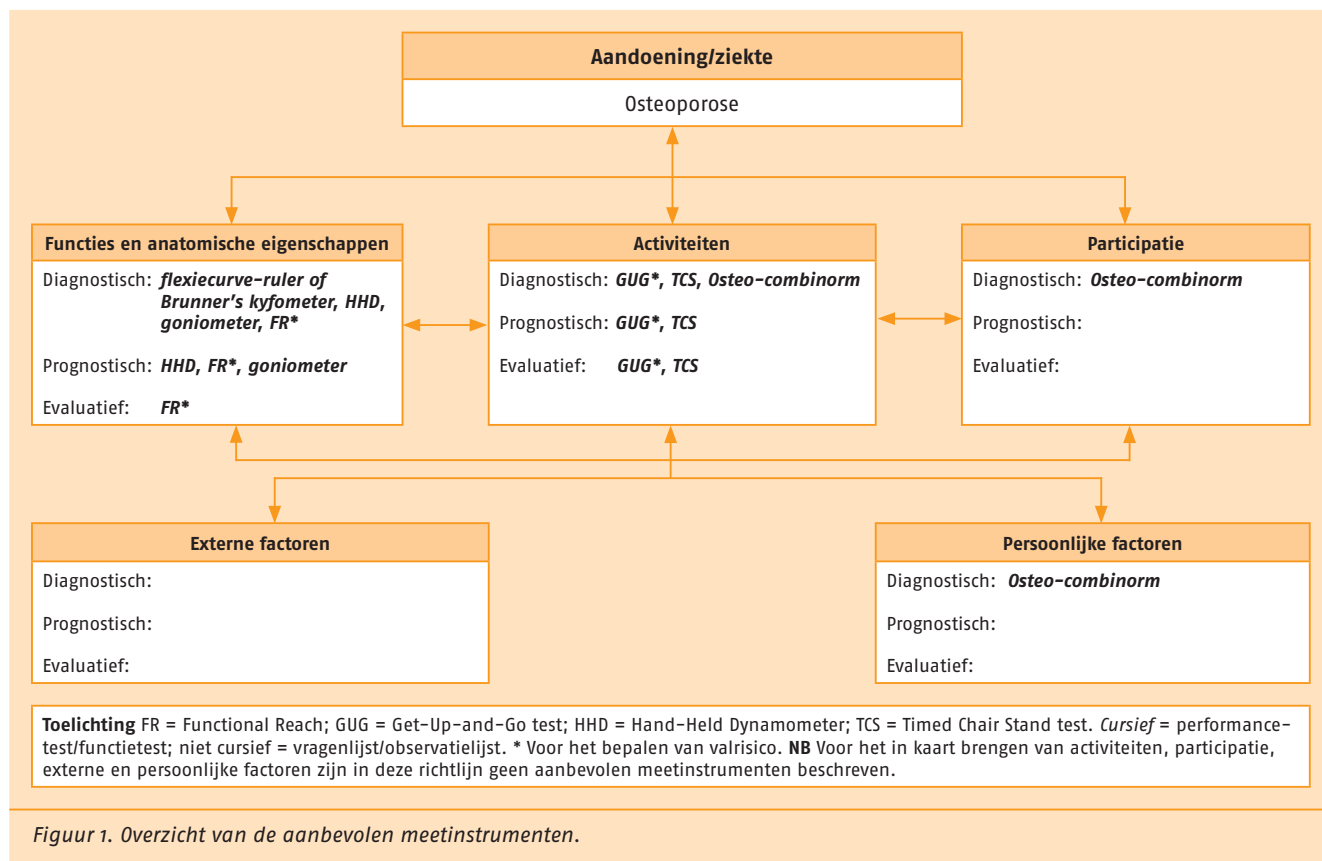 Aandoening/ziekte
Osteoporose
Functies en anatomische eigenschappen
Diagnostisch: flexiecurve-ruler of
Brunner's kyfometer, HHD,
goniometer, FR*
Prognostisch: HHD, FR*, goniometer
Evaluatief: FR*
Activiteiten
Diagnostisch: GUG*, TCS, Osteo-combinorm
Prognostisch: GUG*, TCS
Evaluatief: GUG*, TCS
Participatie
Diagnostisch: Osteo-combinorm
Prognostisch:
Evaluatief:
Externe factoren
Diagnostisch:
Prognostisch:
Evaluatief:
Persoonlijke factoren
Diagnostisch: Osteo-combinorm
Prognostisch:
Evaluatief:
Toelichting FR = Functional Reach; GUG = Get-Up-and-Go test; HHD = Hand-Held Dynamometer; TCS = Timed Chair Stand test. Cursief = performance-
test/functietest; niet cursief = vragenlijst/observatielijst. * Voor het bepalen van valrisico. NB Voor het in kaart brengen van activiteiten, participatie,
externe en persoonlijke factoren zijn in deze richtlijn geen aanbevolen meetinstrumenten beschreven.
Figuur 1. Overzicht van de aanbevolen meetinstrumenten.